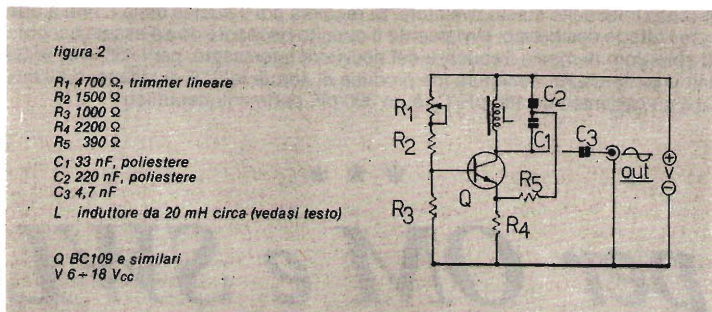 figura 2
R1 4700 Ω, trimmer lineare
R2 1500 Ω
R3 1000 Ω
R4 2200 Ω
R5 390 Ω
C1 33 nF, poliestere
C2 220 nF, poliestere
C3 4,7 nF
L induttore da 20 mH circa (vedasi testo)
Q BC109 e similari
V 6 ÷ 18 Vcc
R1
R2
R3
L
C2
C1
C3
Q
R5
R4
out
+
V
−